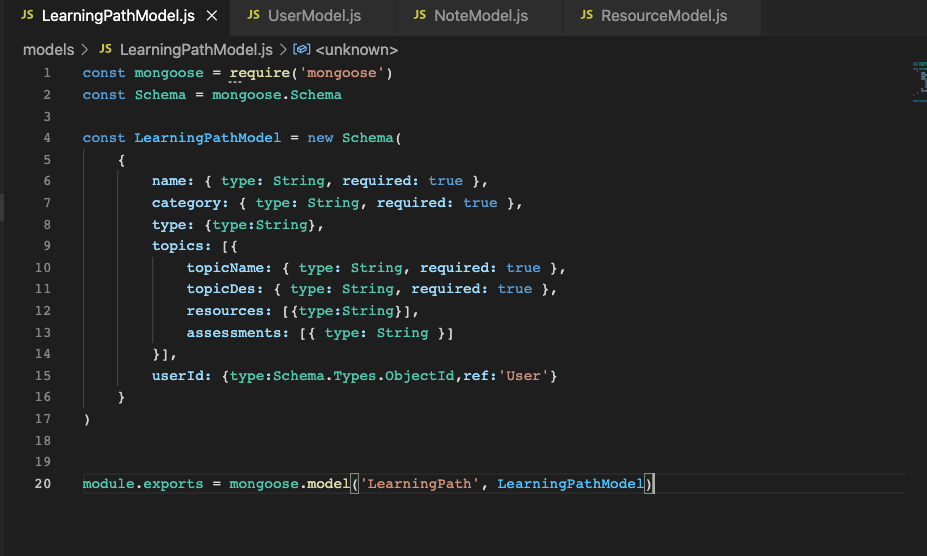 JS LearningPathModel.js × JS UserModel.js JS NoteModel.js JS ResourceModel.js
models > JS LearningPathModel.js > <unknown>
1 const mongoose = require('mongoose')
2 const Schema = mongoose.Schema
3
4 const LearningPathModel = new Schema(
5 {
6 name: { type: String, required: true },
7 category: { type: String, required: true },
8 type: {type:String},
9 topics: [{
10 topicName: { type: String, required: true },
11 topicDes: { type: String, required: true },
12 resources: [{type:String}],
13 assessments: [{ type: String }]
14 }],
15 userId: {type:Schema.Types.ObjectId,ref:'User'}
16 }
17 )
18
19
20 module.exports = mongoose.model('LearningPath', LearningPathModel)